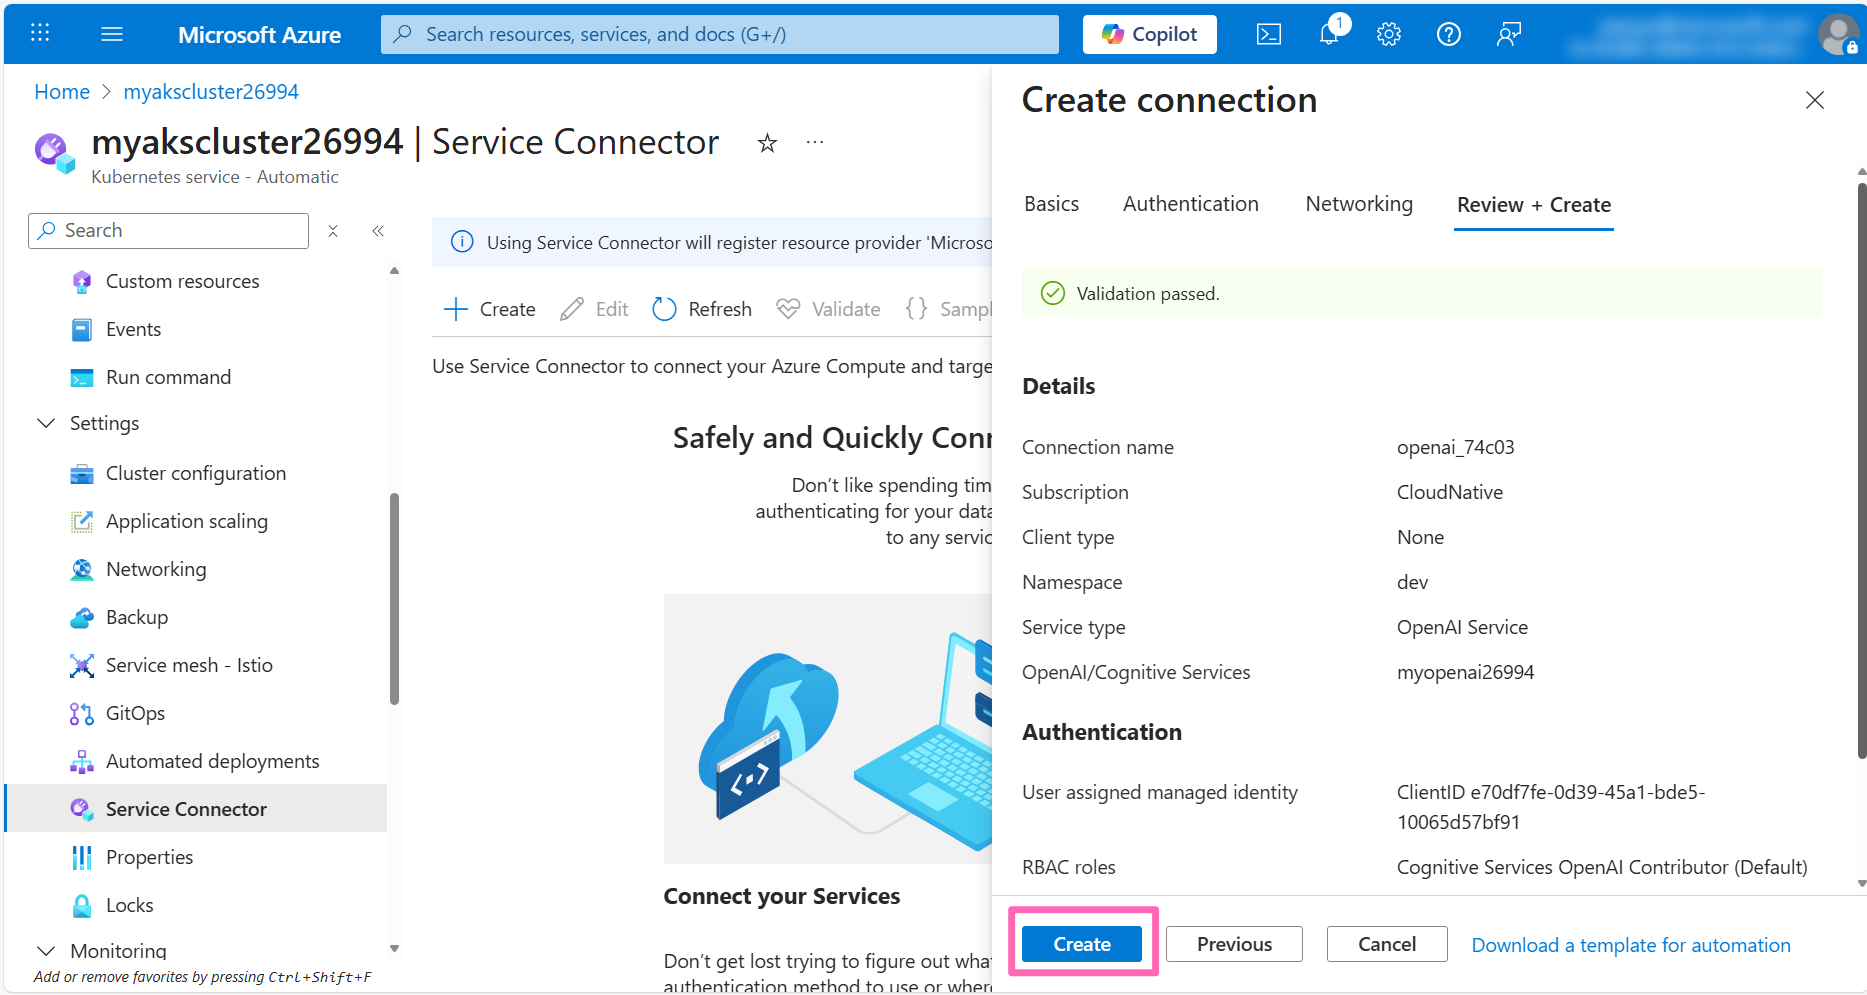 Microsoft Azure
Search resources, services, and docs (G+/)
Copilot
1
Home > myakscluster26994
myakscluster26994 | Service Connector
Kubernetes service - Automatic
Search
Custom resources
Events
Run command
Settings
Cluster configuration
Application scaling
Networking
Backup
Service mesh - Istio
GitOps
Automated deployments
Service Connector
Properties
Locks
Monitoring
Add or remove favorites by pressing Ctrl+Shift+F
Using Service Connector will register resource provider 'Microso
Create Edit Refresh Validate Sampl
Use Service Connector to connect your Azure Compute and targe
Safely and Quickly Conn
Don't like spending tim
authenticating for your data
to any servic
Connect your Services
Don't get lost trying to figure out wha
authentication method to use or wher
Create connection
Basics Authentication Networking Review + Create
Validation passed.
Details
Connection name openai_74c03
Subscription CloudNative
Client type None
Namespace dev
Service type OpenAI Service
OpenAI/Cognitive Services myopenai26994
Authentication
User assigned managed identity ClientID e70df7fe-0d39-45a1-bde5-
10065d57bf91
RBAC roles Cognitive Services OpenAI Contributor (Default)
Create Previous Cancel Download a template for automation